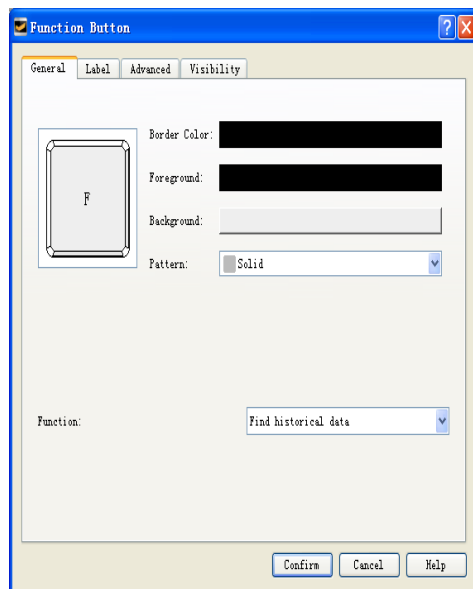 Function Button
General Label Advanced Visibility
Border Color:
F
Foreground:
Background:
Pattern: Solid
Function: Find historical data
Confirm Cancel Help